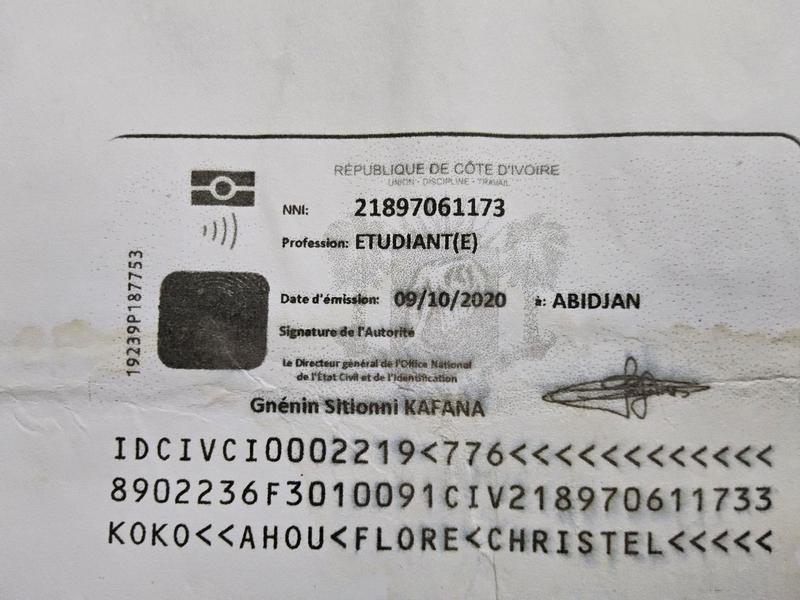 RÉPUBLIQUE DE CÔTE D'IVOIRE
UNION - DISCIPLINE - TRAVAIL
NNI: 21897061173
Profession: ETUDIANT(E)
19239P187753
Date d'émission: 09/10/2020 à: ABIDJAN
Signature de l'Autorité
Le Directeur général de l'Office National
de l'État Civil et de l'Identification
Gnénin Sitionni KAFANA
IDCIVCI0002219<776<<<<<<<<<<<<
8902236F3010091CIV218970611733
KOKO<<AHOU<FLORE<CHRISTEL<<<<<